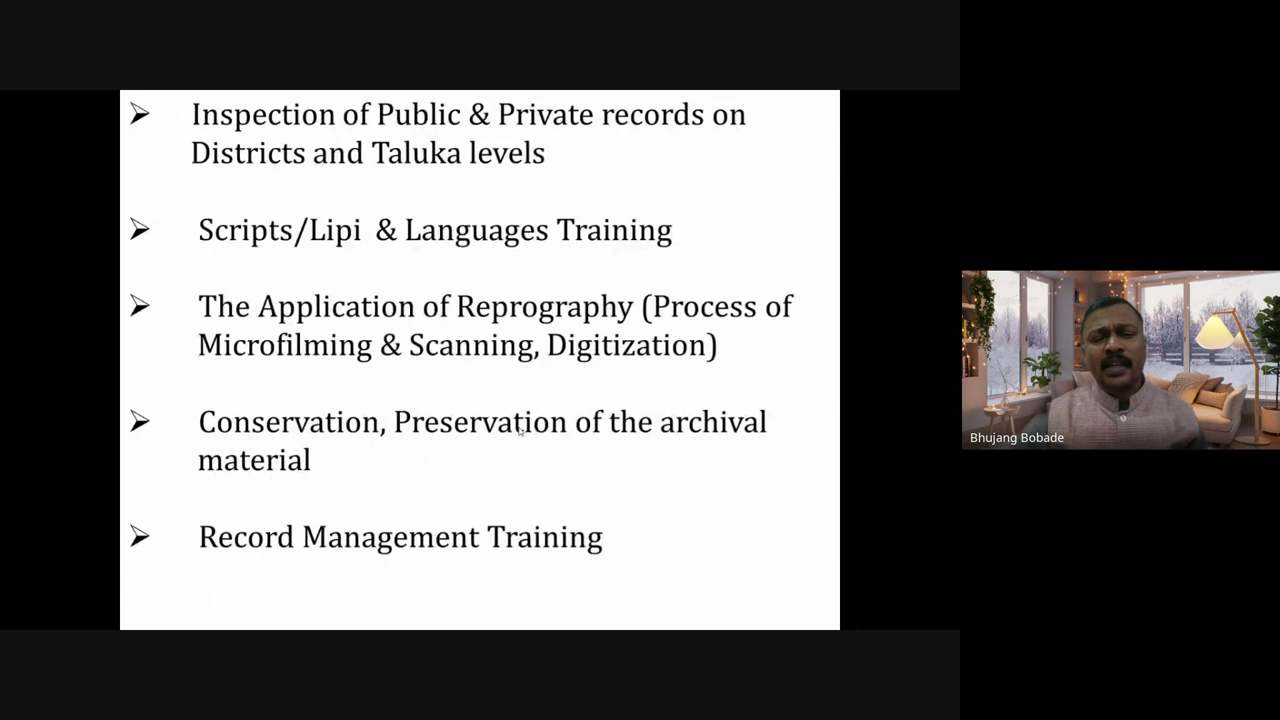 Inspection of Public & Private records on
Districts and Taluka levels
Scripts/Lipi & Languages Training
The Application of Reprography (Process of
Microfilming & Scanning, Digitization)
Conservation, Preservation of the archival
material
Record Management Training
Bhujang Bobade